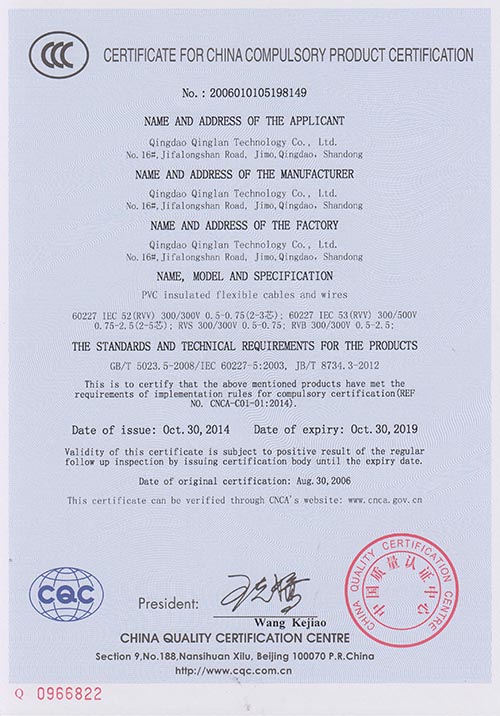 CCC
CERTIFICATE FOR CHINA COMPULSORY PRODUCT CERTIFICATION
No.: 2006010105198149
NAME AND ADDRESS OF THE APPLICANT
Qingdao Qinglan Technology Co., Ltd.
No.16#,Jifalongshan Road, Jimo,Qingdao, Shandong
NAME AND ADDRESS OF THE MANUFACTURER
Qingdao Qinglan Technology Co., Ltd.
No.16#,Jifalongshan Road, Jimo,Qingdao, Shandong
NAME AND ADDRESS OF THE FACTORY
Qingdao Qinglan Technology Co., Ltd.
No.16#,Jifalongshan Road, Jimo,Qingdao, Shandong
NAME, MODEL AND SPECIFICATION
PVC insulated flexible cables and wires
60227 IEC 52(RVV) 300/300V 0.5-0.75(2-3芯); 60227 IEC 53(RVV) 300/500V
0.75-2.5(2-5芯); RVS 300/300V 0.5-0.75; RVB 300/300V 0.5-2.5;
THE STANDARDS AND TECHNICAL REQUIREMENTS FOR THE PRODUCTS
GB/T 5023.5-2008/IEC 60227-5:2003, JB/T 8734.3-2012
This is to certify that the above mentioned products have met the
requirements of implementation rules for compulsory certification(REF
NO. CNCA-C01-01:2014).
Date of issue: Oct.30,2014 Date of expiry: Oct.30,2019
Validity of this certificate is subject to positive result of the regular
follow up inspection by issuing certification body until the expiry date.
Date of original certification: Aug.30,2006
This certificate can be verified through CNCA's website: www.cnca.gov.cn
CQC
President:
Wang Kejiao
CHINA QUALITY CERTIFICATION CENTRE
中国质量认证中心
CHINA QUALITY CERTIFICATION CENTRE
Section 9,No.188,Nansihuan Xilu, Beijing 100070 P.R.China
http://www.cqc.com.cn
Q 0966822